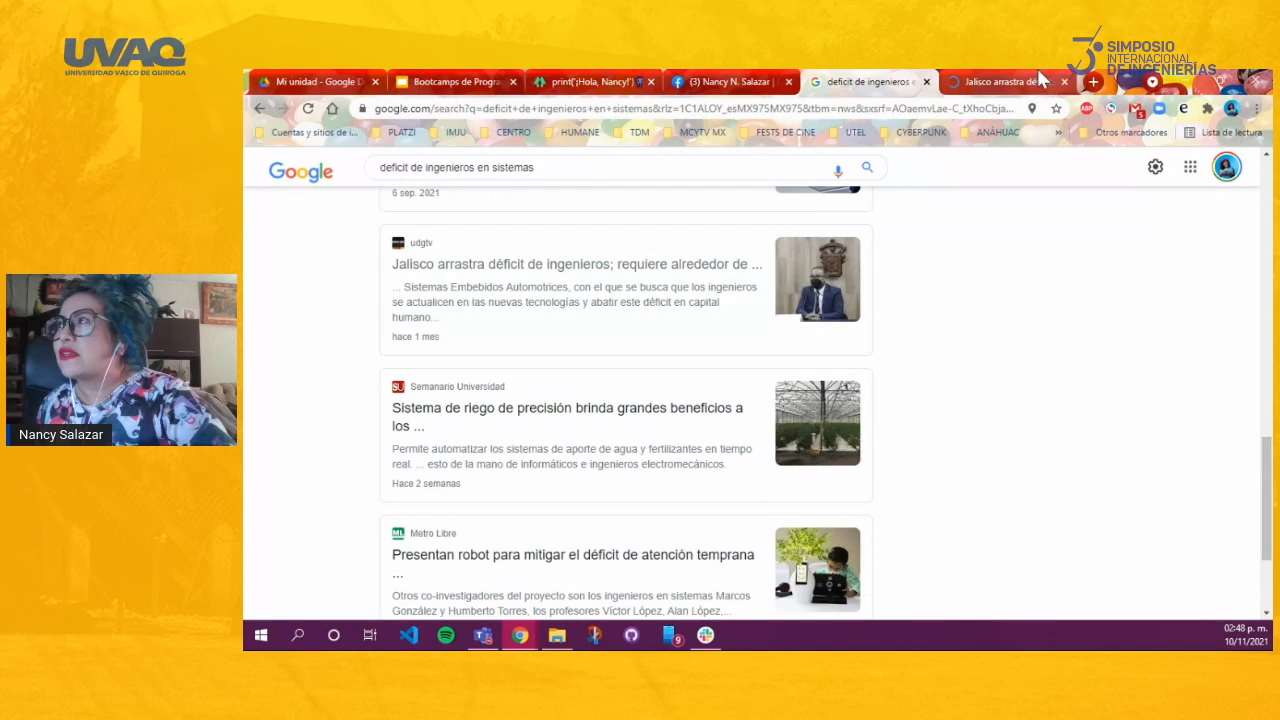 UVAQ
UNIVERSIDAD VASCO DE QUIROGA
3
SIMPOSIO
INTERNACIONAL
DE INGENIERÍAS
Mi unidad - Google D
Bootcamps de Progra
print('¡Hola, Nancy!')
(3) Nancy N. Salazar |
deficit de ingenieros e
Jalisco arrastra dé
google.com/search?q=deficit+de+ingenieros+en+sistemas&rlz=1C1ALOY_esMX975MX975&tbm=nws&sxsrf=AOaemvLae-C_tXhoCbja...
Cuentas y sitios de i...
PLATZI
IMJU
CENTRO
HUMANE
TDM
MCYTV MX
FESTS DE CINE
UTEL
CYBERPUNK
ANÁHUAC
»
Otros marcadores
Lista de lectura
Google
deficit de ingenieros en sistemas
6 sep. 2021
udgtv
Jalisco arrastra déficit de ingenieros; requiere alrededor de ...
... Sistemas Embebidos Automotrices, con el que se busca que los ingenieros
se actualicen en las nuevas tecnologías y abatir este déficit en capital
humano...
hace 1 mes
SU Semanario Universidad
Sistema de riego de precisión brinda grandes beneficios a
los ...
Permite automatizar los sistemas de aporte de agua y fertilizantes en tiempo
real. ... esto de la mano de informáticos e ingenieros electromecánicos.
Hace 2 semanas
ML Metro Libre
Presentan robot para mitigar el déficit de atención temprana
...
Otros co-investigadores del proyecto son los ingenieros en sistemas Marcos
González y Humberto Torres, los profesores Víctor López, Alan López,...
Nancy Salazar
9
02:48 p. m.
10/11/2021